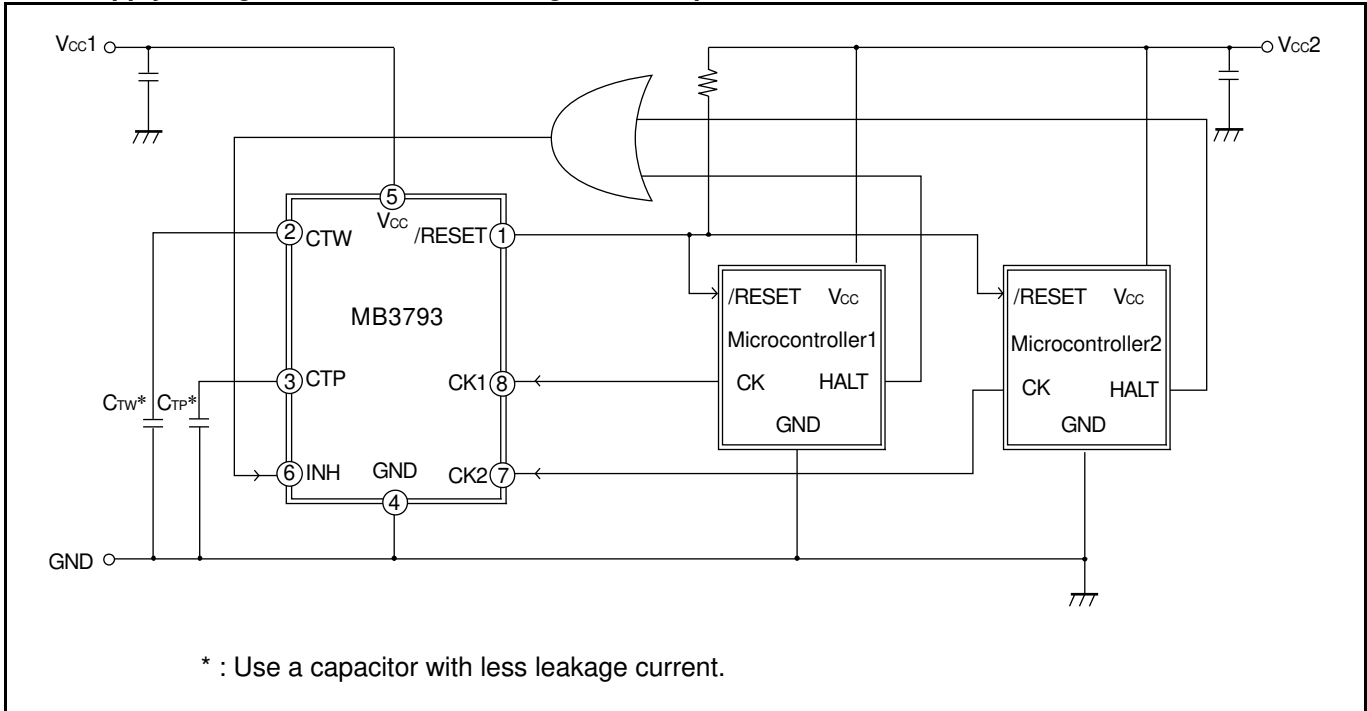 Vcc1
Vcc2
5
Vcc
2
CTW
/RESET
1
MB3793
3
CTP
CK1
8
CTW*
CTP*
6
INH
GND
4
CK2
7
/RESET
Vcc
Microcontroller1
CK
HALT
GND
/RESET
Vcc
Microcontroller2
CK
HALT
GND
GND
* : Use a capacitor with less leakage current.